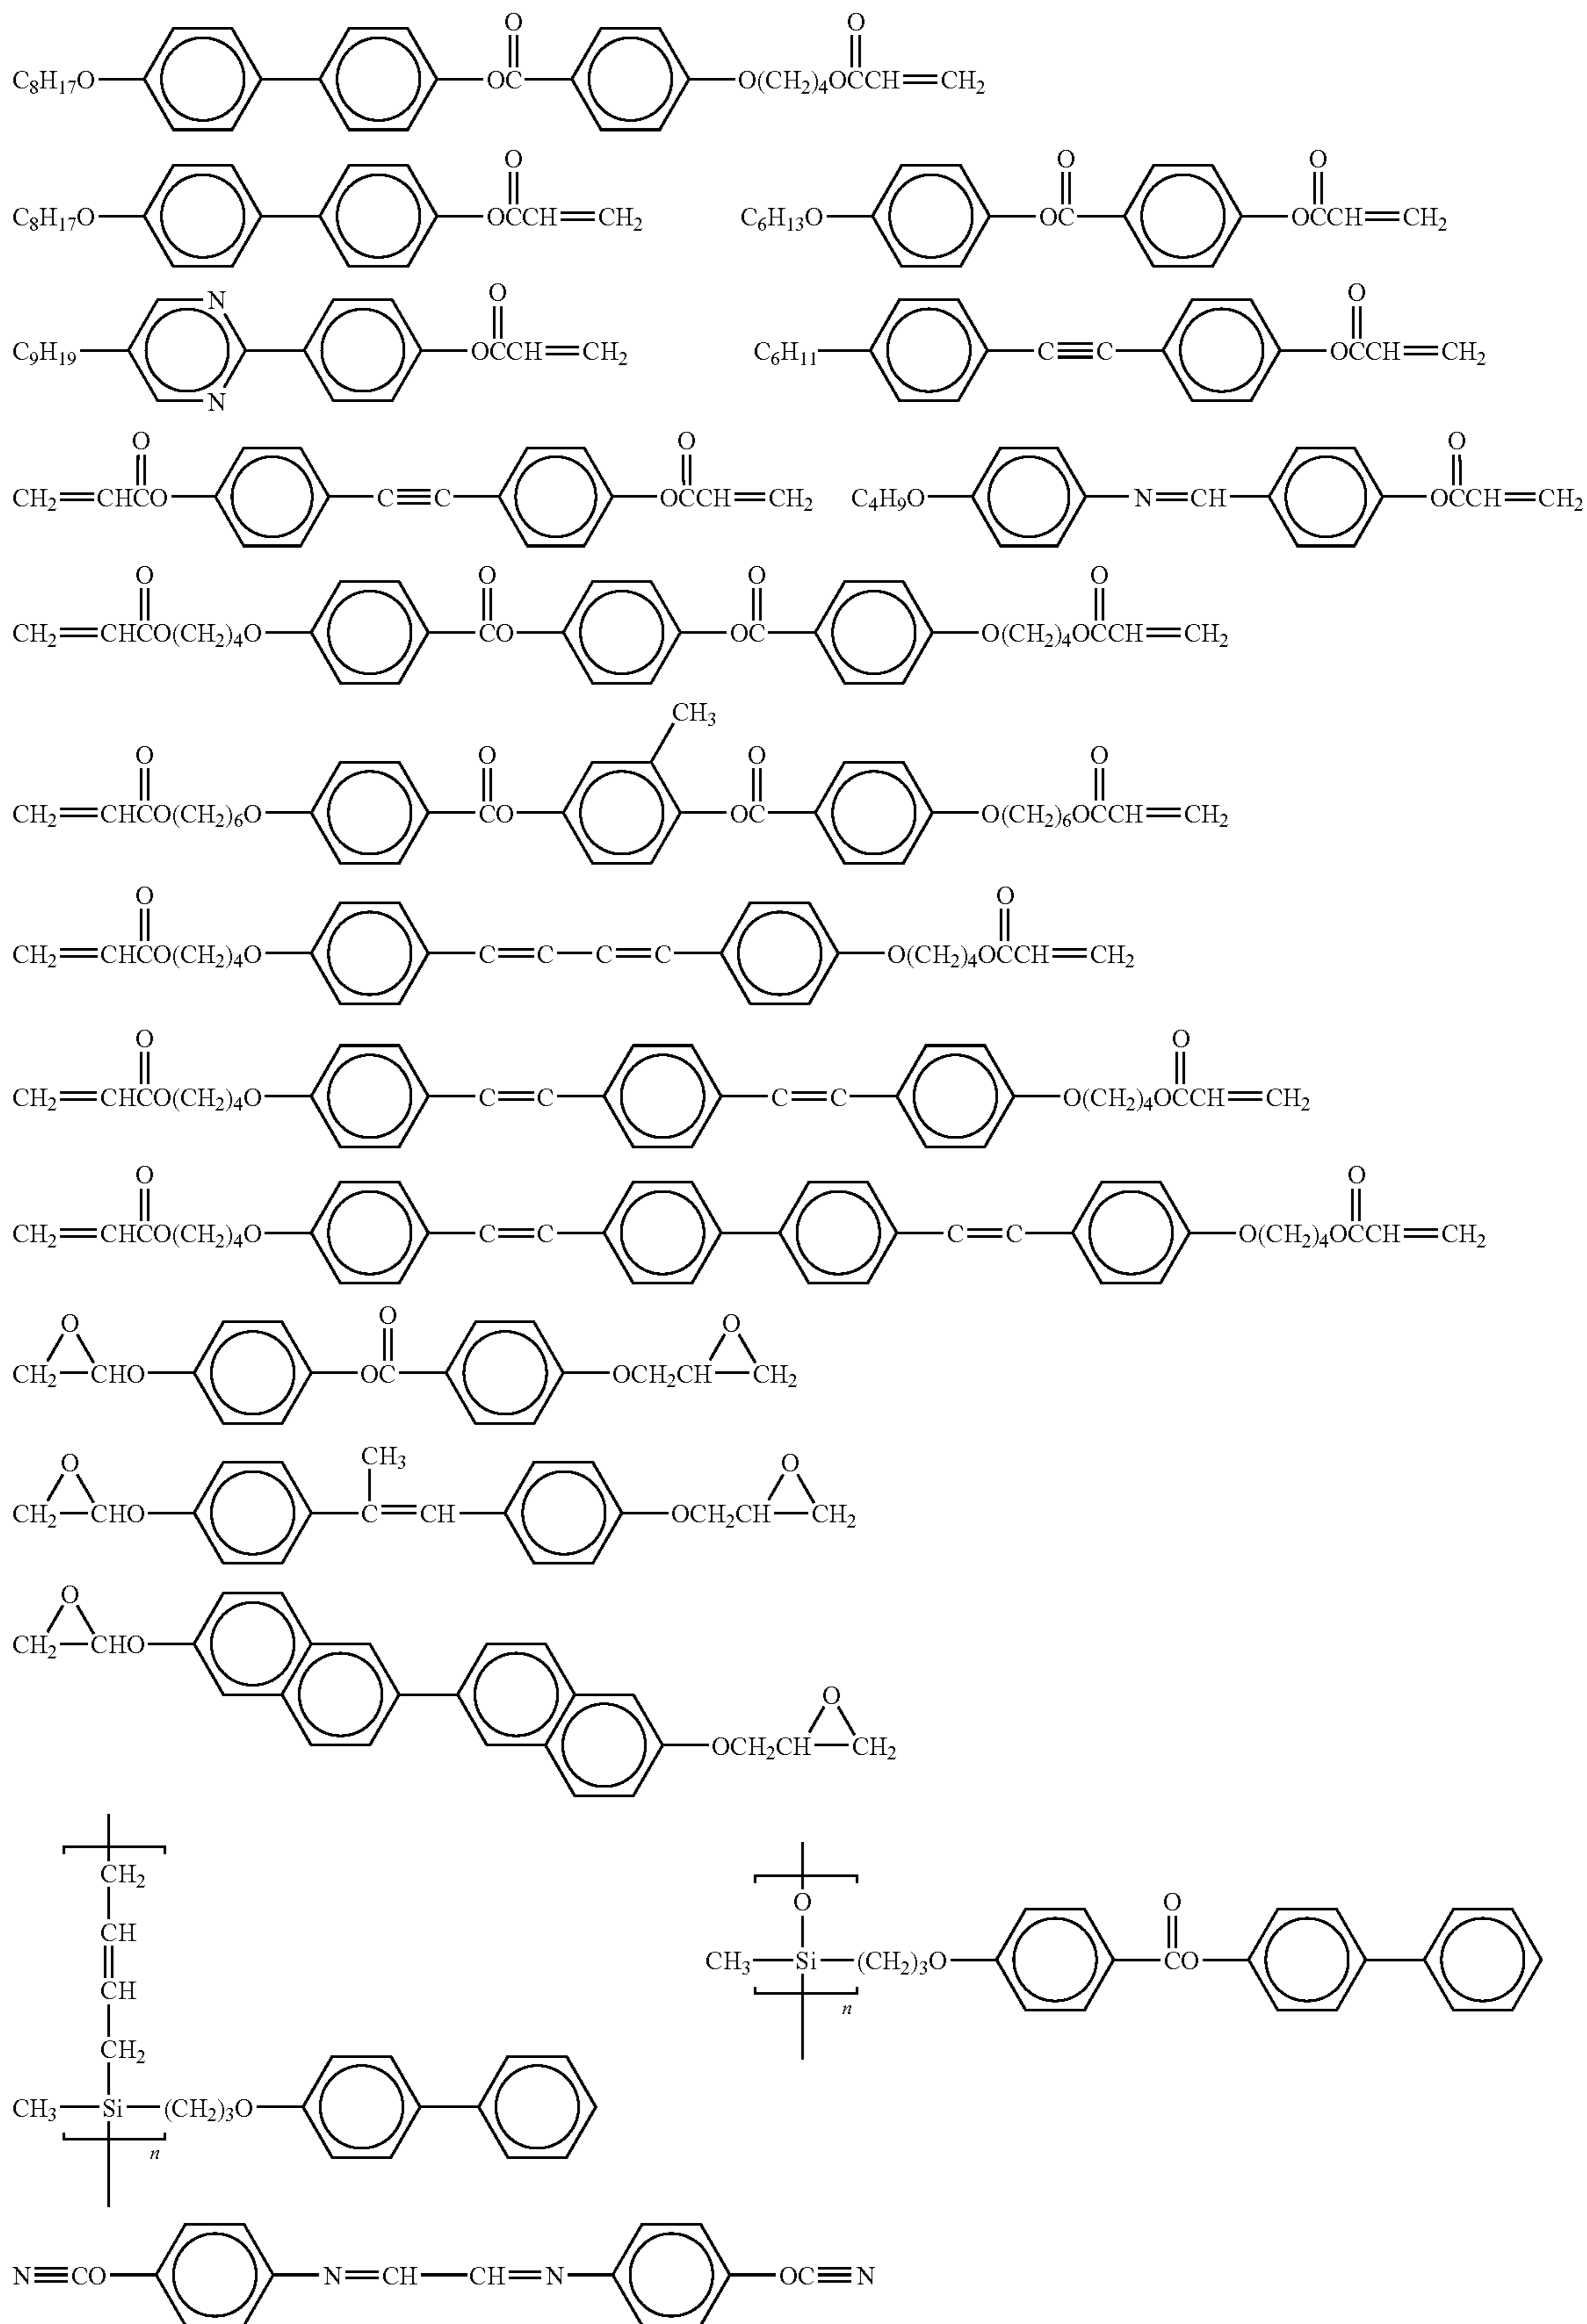 O O
C₈H₁₇O OC O(CH₂)₄OCCH=CH₂
O O O
C₈H₁₇O OCCH=CH₂ C₆H₁₃O OC OCCH=CH₂
N O O
C₉H₁₉ OCCH=CH₂ C₆H₁₁ C≡C OCCH=CH₂
N
O O O
CH₂=CHCO C≡C OCCH=CH₂ C₄H₉O N=CH OCCH=CH₂
O O O O
CH₂=CHCO(CH₂)₄O CO OC O(CH₂)₄OCCH=CH₂
CH₃
O O O O
CH₂=CHCO(CH₂)₆O CO OC O(CH₂)₆OCCH=CH₂
O O
CH₂=CHCO(CH₂)₄O C=C C=C O(CH₂)₄OCCH=CH₂
O O
CH₂=CHCO(CH₂)₄O C=C C=C O(CH₂)₄OCCH=CH₂
O O
CH₂=CHCO(CH₂)₄O C=C C=C O(CH₂)₄OCCH=CH₂
O O O
CH₂ CHO OC OCH₂CH CH₂
O CH₃ O
CH₂ CHO C=CH OCH₂CH CH₂
O
CH₂ CHO
O
OCH₂CH CH₂
CH₂
CH
CH
CH₂
CH₃ Si (CH₂)₃O
n
O O
CH₃ Si (CH₂)₃O CO
n
N≡CO N=CH CH=N OC≡N